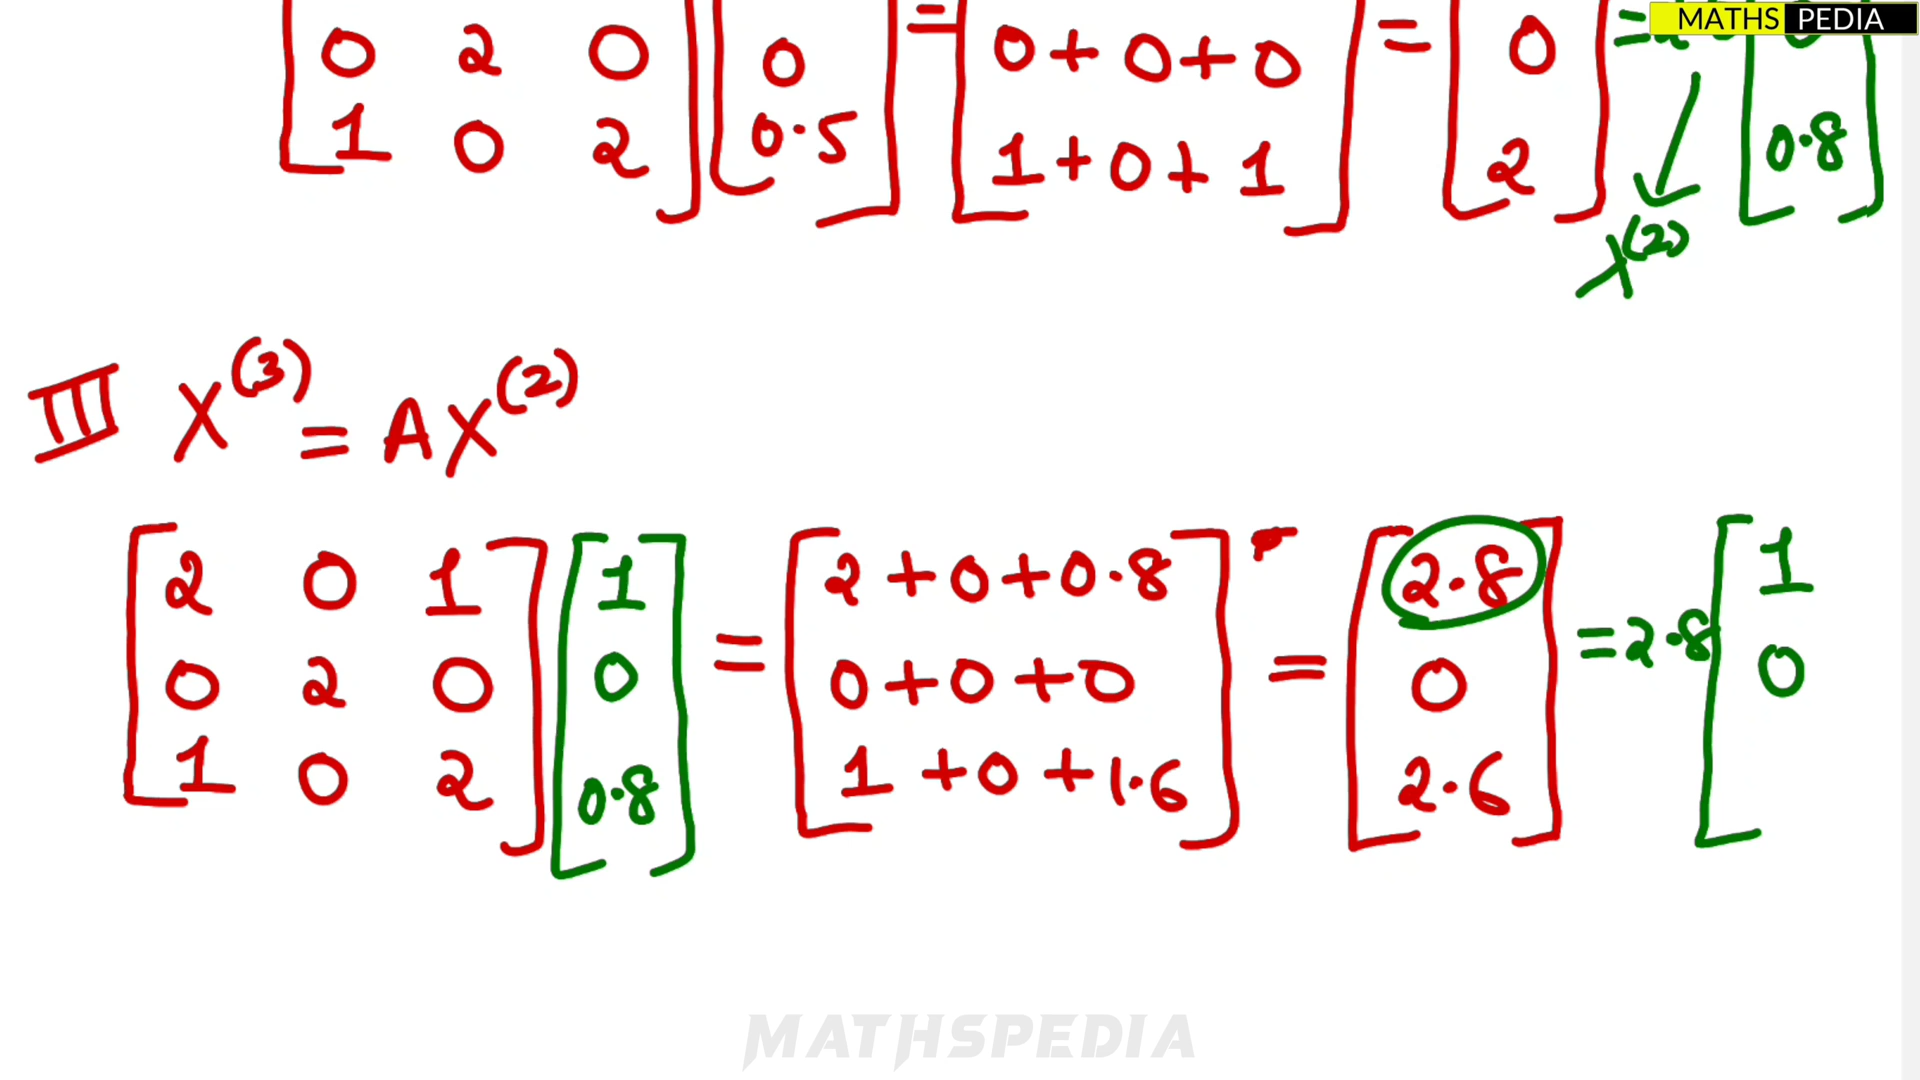 MATHS PEDIA
[0 2 0] [0] = [0+0+0] = [0] =
[1 0 2] [0.5] [1+0+1] [2] [0.8]
X^(2)
III X^(3) = AX^(2)
[2 0 1] [1] [2+0+0.8] [2.8] [1]
[0 2 0] [0] = [0+0+0] = [0] = 2.8 [0]
[1 0 2] [0.8] [1+0+1.6] [2.6]
MATHSPEDIA